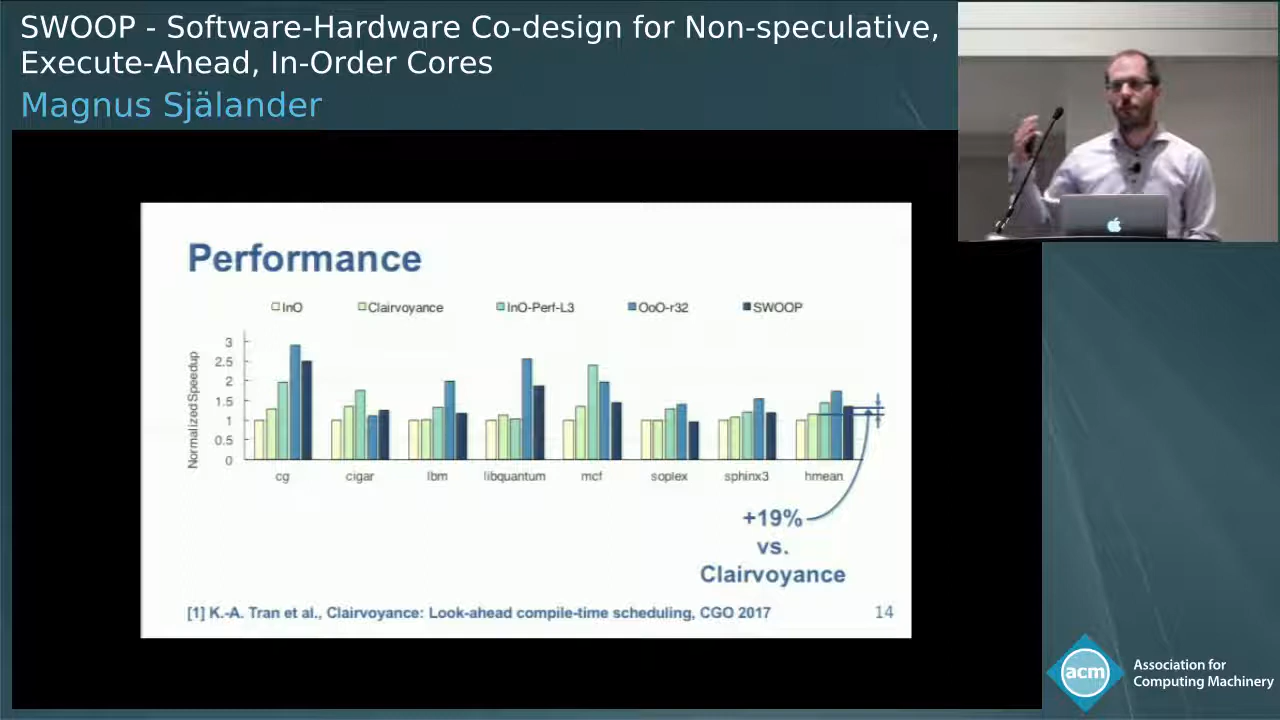 SWOOP - Software-Hardware Co-design for Non-speculative,
Execute-Ahead, In-Order Cores
Magnus Själander
Performance
InO Clairvoyance InO-Perf-L3 OoO-r32 SWOOP
Normalized Speedup
3
2.5
2
1.5
1
0.5
0
cg cigar lbm libquantum mcf soplex sphinx3 hmean
+19%
vs.
Clairvoyance
[1] K.-A. Tran et al., Clairvoyance: Look-ahead compile-time scheduling, CGO 2017
14
acm
Association for
Computing Machinery